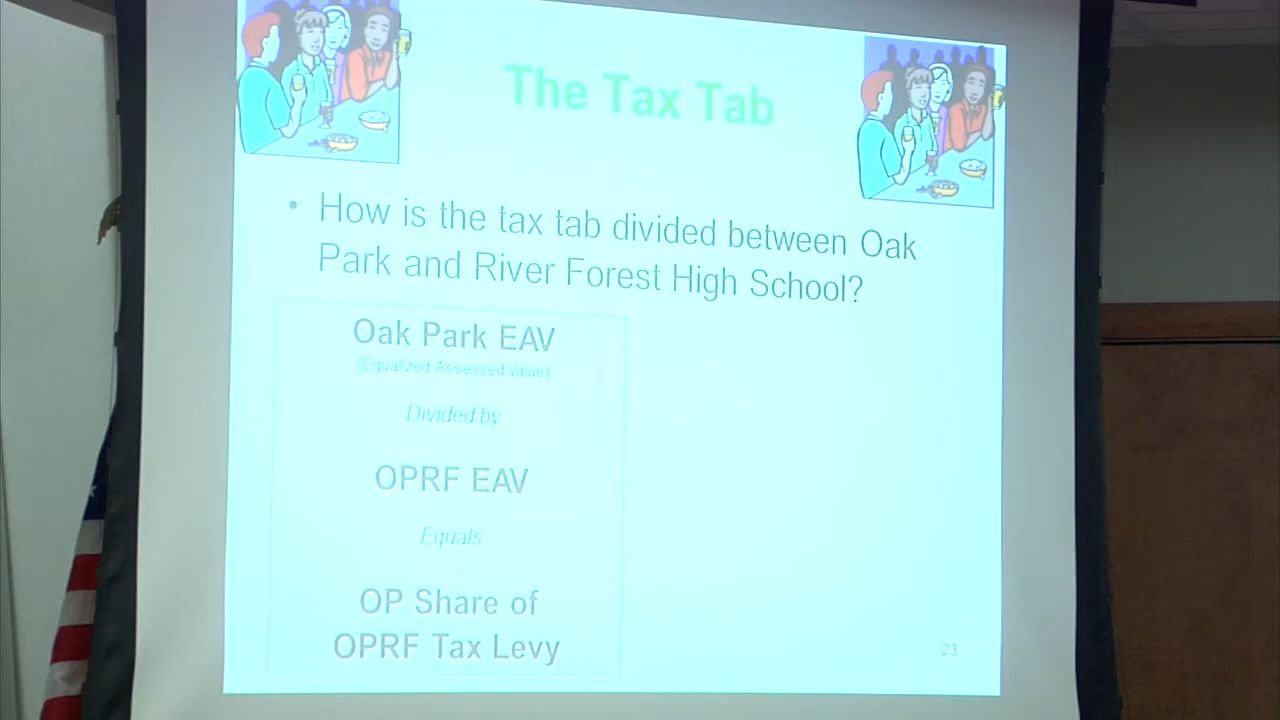 The Tax Tab
• How is the tax tab divided between Oak
Park and River Forest High School?
Oak Park EAV
(Equalized Assessed Value)
Divided by
OPRF EAV
Equals
OP Share of
OPRF Tax Levy
23